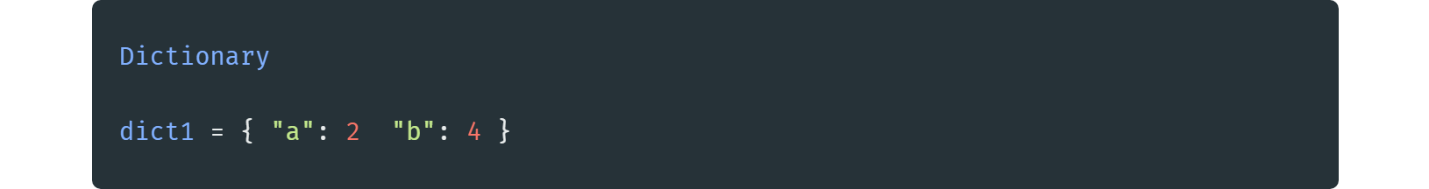 Dictionary
dict1 = { "a": 2  "b": 4 }